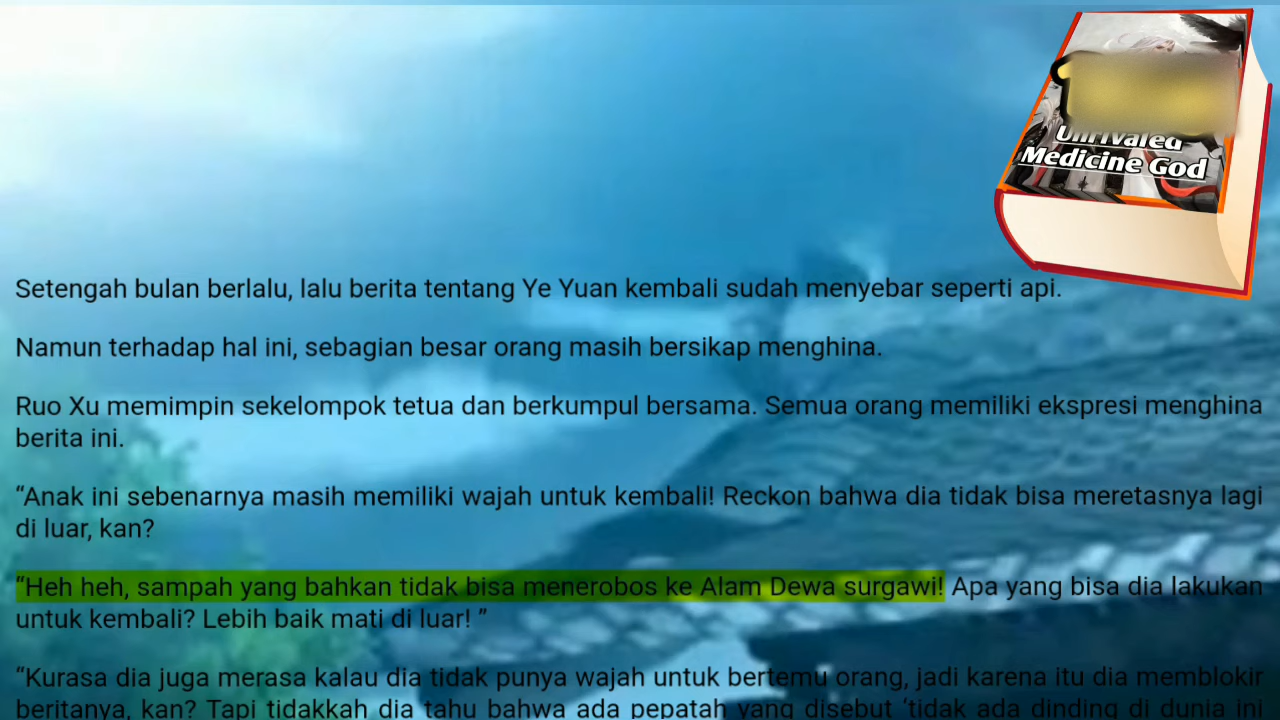 Unrivaled
Medicine God
Setengah bulan berlalu, lalu berita tentang Ye Yuan kembali sudah menyebar seperti api.
Namun terhadap hal ini, sebagian besar orang masih bersikap menghina.
Ruo Xu memimpin sekelompok tetua dan berkumpul bersama. Semua orang memiliki ekspresi menghina
berita ini.
“Anak ini sebenarnya masih memiliki wajah untuk kembali! Reckon bahwa dia tidak bisa meretasnya lagi
di luar, kan?
“Heh heh, sampah yang bahkan tidak bisa menerobos ke Alam Dewa surgawi! Apa yang bisa dia lakukan
untuk kembali? Lebih baik mati di luar! ”
“Kurasa dia juga merasa kalau dia tidak punya wajah untuk bertemu orang, jadi karena itu dia memblokir
beritanya, kan? Tapi tidakkah dia tahu bahwa ada pepatah yang disebut ‘tidak ada dinding di dunia ini